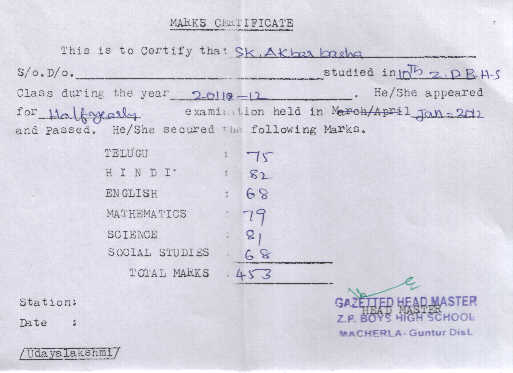 MARKS CERTIFICATE
This is to Certify that Sk. Akbar basha
S/o.D/o. studied in 10th Z.P.B.H.S
Class during the year 2011-12. He/She appeared
for Halfyearly examination held in March/April Jan-2012
and Passed. He/She secured the following Marks.
TELUGU : 75
HINDI : 82
ENGLISH : 68
MATHEMATICS : 79
SCIENCE : 81
SOCIAL STUDIES : 68
TOTAL MARKS : 453
Station:
Date :
GAZETTED HEAD MASTER
HEAD MASTER
Z.P. BOYS HIGH SCHOOL
MACHERLA - Guntur Dist.
/Udayalakshmi/